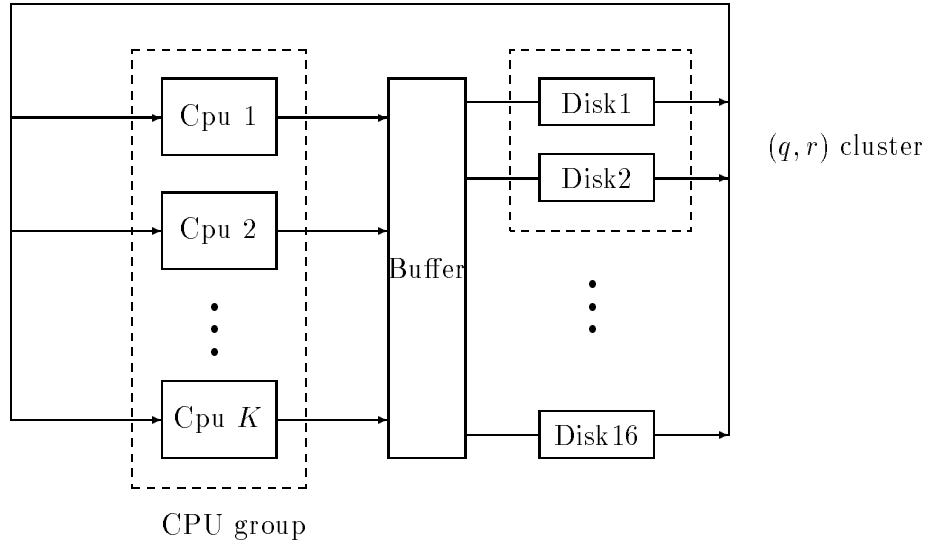 Cpu 1
Cpu 2
Cpu K
CPU group
Buffer
Disk1
Disk2
Disk16
(q, r) cluster